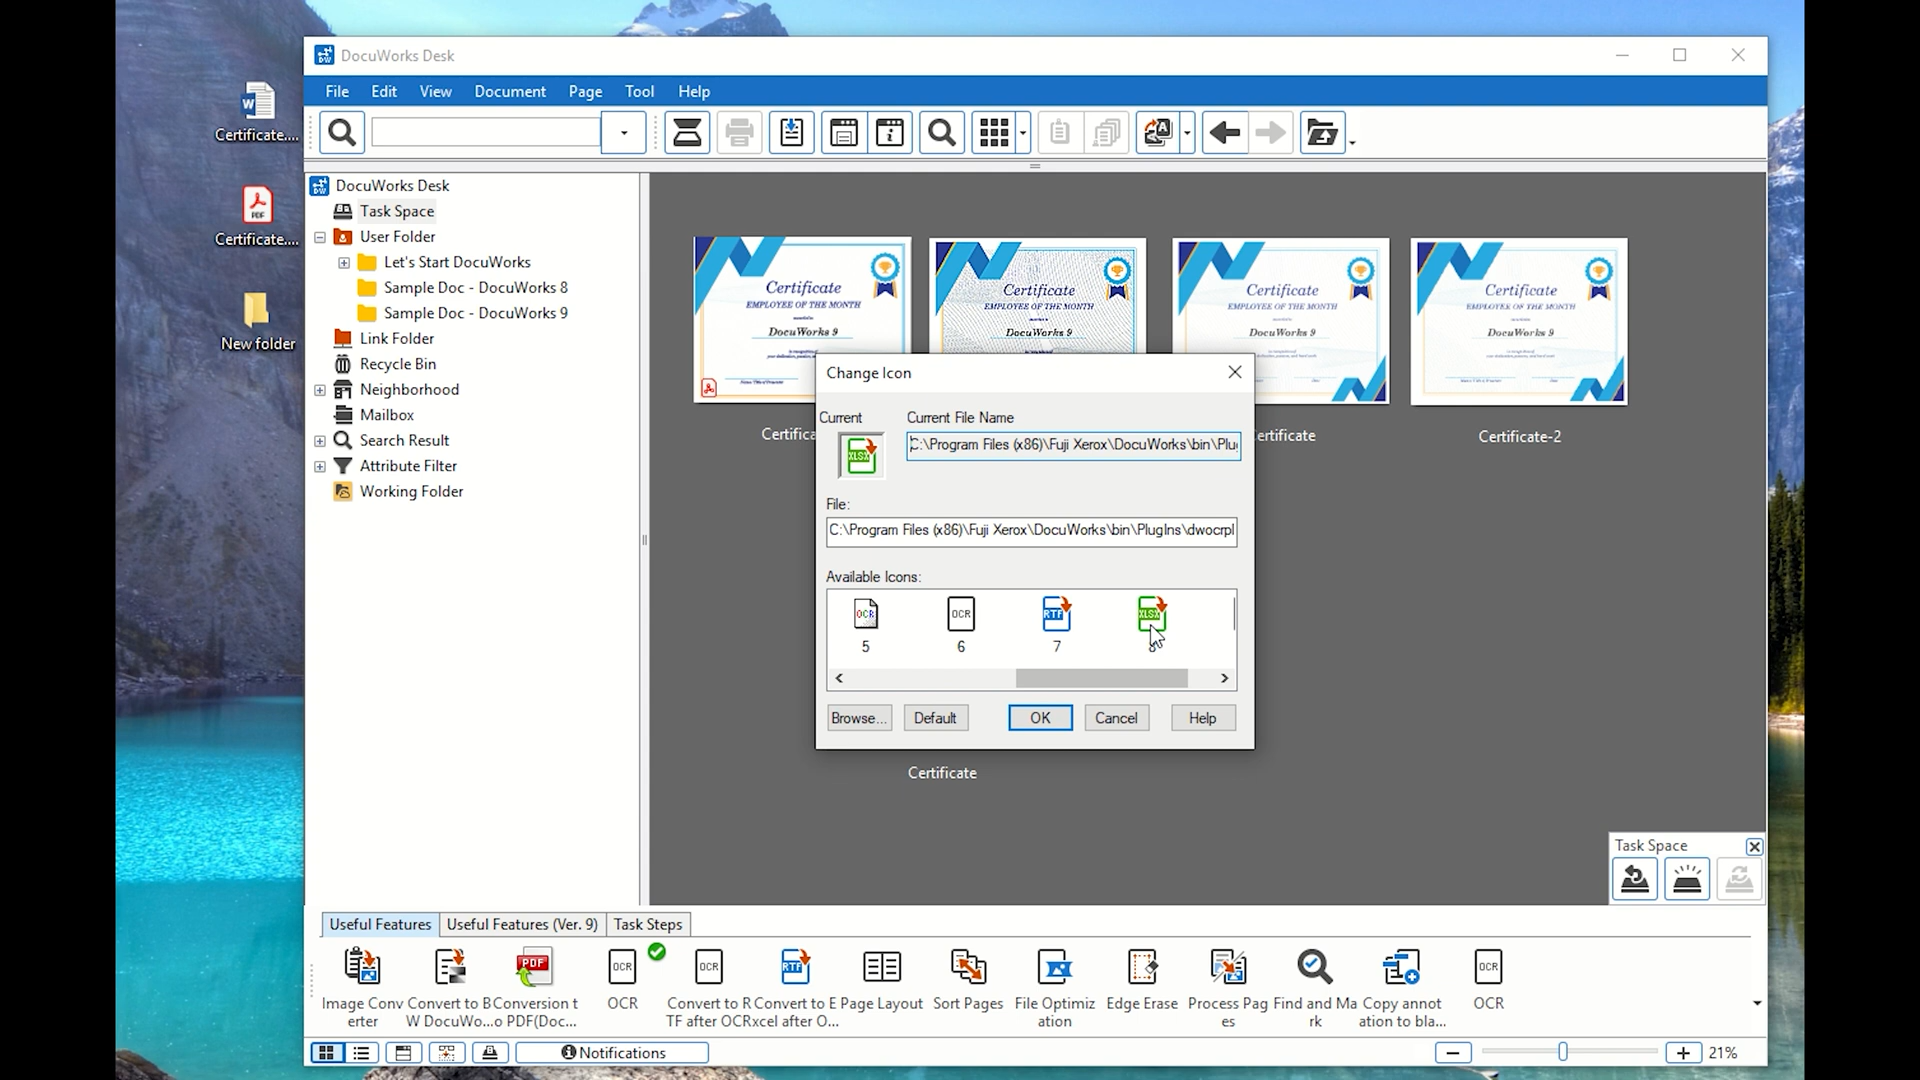 DocuWorks Desk
File Edit View Document Page Tool Help
Certificate....
Certificate....
New folder
DocuWorks Desk
Task Space
User Folder
Let's Start DocuWorks
Sample Doc - DocuWorks 8
Sample Doc - DocuWorks 9
Link Folder
Recycle Bin
Neighborhood
Mailbox
Search Result
Attribute Filter
Working Folder
Certificate
EMPLOYEE OF THE MONTH
DocuWorks 9
Certificate
EMPLOYEE OF THE MONTH
DocuWorks 9
Certificate
EMPLOYEE OF THE MONTH
DocuWorks 9
Certificate
EMPLOYEE OF THE MONTH
DocuWorks 9
Certifica
ertificate
Certificate-2
Change Icon
Current
Current File Name
XLSX
C:\Program Files (x86)\Fuji Xerox\DocuWorks\bin\Plu
File:
C:\Program Files (x86)\Fuji Xerox\DocuWorks\bin\PlugIns\dwocrpl
Available Icons:
OCR OCR RTF XLSX
5 6 7 8
Browse... Default OK Cancel Help
Certificate
Task Space
Useful Features Useful Features (Ver. 9) Task Steps
PDF OCR OCR RTF OCR
Image Conv Convert to B Conversion t OCR Convert to R Convert to E Page Layout Sort Pages File Optimiz Edge Erase Process Pag Find and Ma Copy annot OCR
erter W DocuWo... o PDF(Doc... TF after OCR xcel after O... ation es rk ation to bla...
Notifications
21%